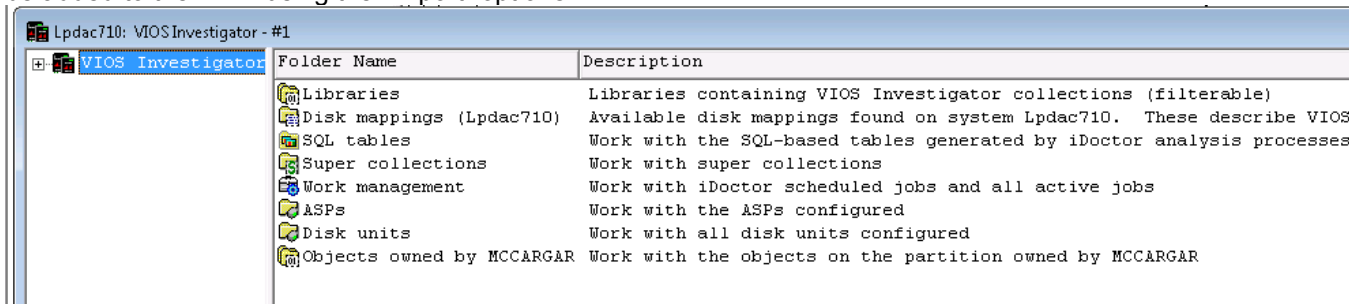 Lpdac710: VIOS Investigator - #1
VIOS Investigator
Folder Name Description
Libraries Libraries containing VIOS Investigator collections (filterable)
Disk mappings (Lpdac710) Available disk mappings found on system Lpdac710. These describe VIOS
SQL tables Work with the SQL-based tables generated by iDoctor analysis processes
Super collections Work with super collections
Work management Work with iDoctor scheduled jobs and all active jobs
ASPs Work with the ASPs configured
Disk units Work with all disk units configured
Objects owned by MCCARGAR Work with the objects on the partition owned by MCCARGAR